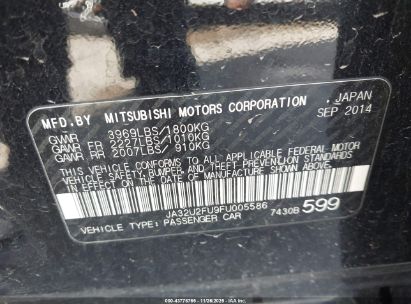 MFD.BY MITSUBISHI MOTORS CORPORATION , JAPAN
SEP 2014
GVWR 3969LBS/1800KG
GAWR FR 2227LBS/1010KG
GAWR RR 2007LBS/ 910KG
THIS VEHICLE CONFORMS TO ALL APPLICABLE FEDERAL MOTOR
VEHICLE SAFETY, BUMPER, AND THEFT PREVENTION STANDARDS IN
EFFECT ON THE DATE OF MANUFACTURE SHOWN ABOVE.
JA32U2FU9FU005586
VEHICLE TYPE: PASSENGER CAR 7430B 599